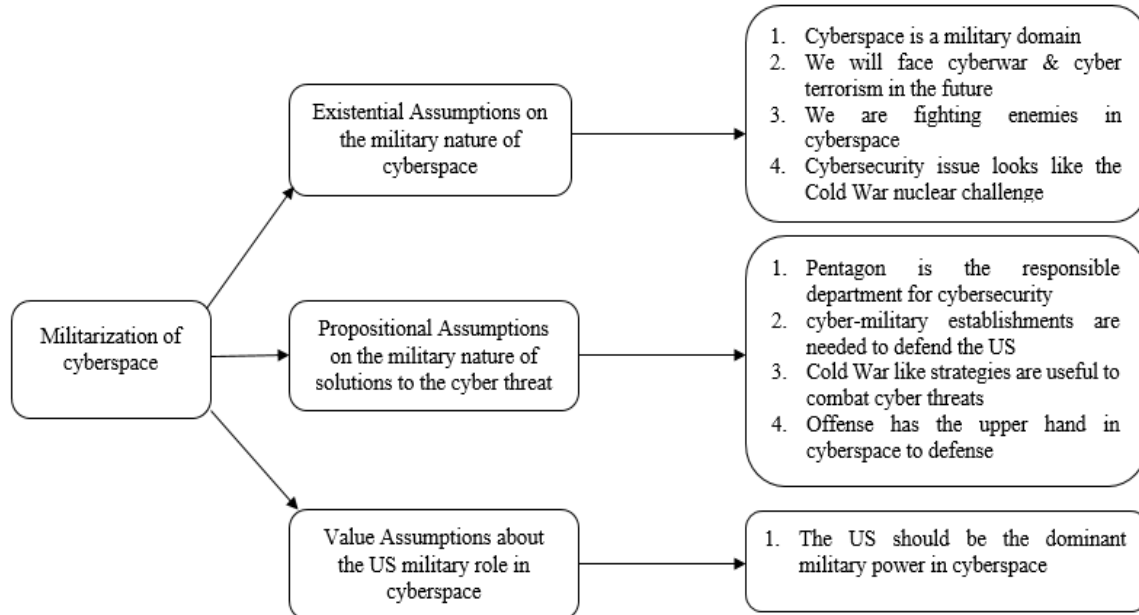 Militarization of
cyberspace
Existential Assumptions on
the military nature of
cyberspace
1. Cyberspace is a military domain
2. We will face cyberwar & cyber
terrorism in the future
3. We are fighting enemies in
cyberspace
4. Cybersecurity issue looks like the
Cold War nuclear challenge
Propositional Assumptions
on the military nature of
solutions to the cyber threat
1. Pentagon is the responsible
department for cybersecurity
2. cyber-military establishments are
needed to defend the US
3. Cold War like strategies are useful to
combat cyber threats
4. Offense has the upper hand in
cyberspace to defense
Value Assumptions about
the US military role in
cyberspace
1. The US should be the dominant
military power in cyberspace